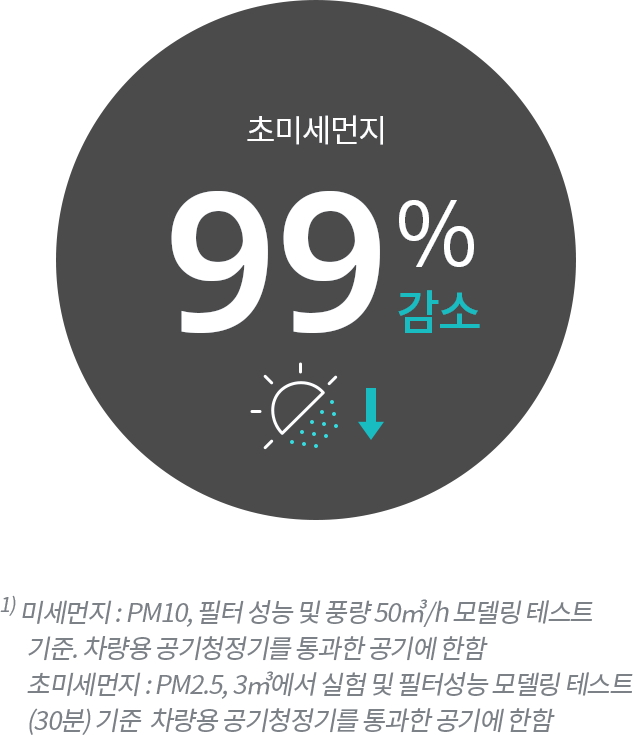 초미세먼지
99%
감소
1) 미세먼지 : PM10, 필터 성능 및 풍량 50㎥/h 모델링 테스트
기준. 차량용 공기청정기를 통과한 공기에 한함
초미세먼지 : PM2.5, 3㎥에서 실험 및 필터성능 모델링 테스트
(30분) 기준 차량용 공기청정기를 통과한 공기에 한함